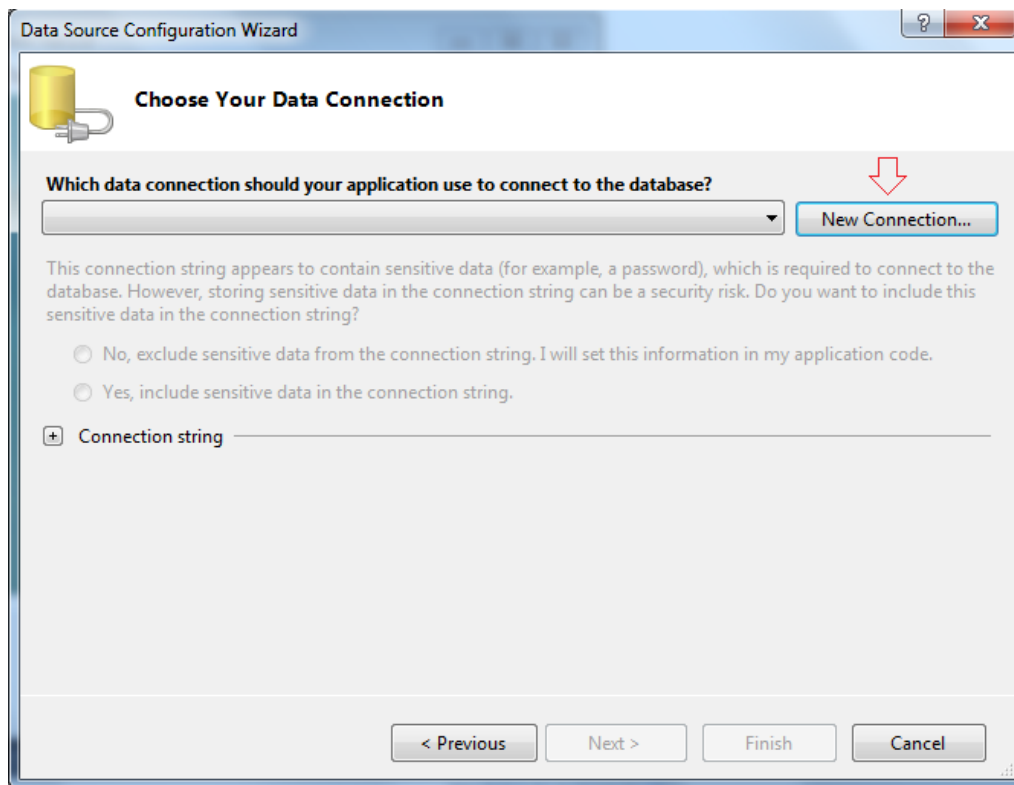 Data Source Configuration Wizard
Choose Your Data Connection
Which data connection should your application use to connect to the database?
New Connection...
This connection string appears to contain sensitive data (for example, a password), which is required to connect to the
database. However, storing sensitive data in the connection string can be a security risk. Do you want to include this
sensitive data in the connection string?
No, exclude sensitive data from the connection string. I will set this information in my application code.
Yes, include sensitive data in the connection string.
Connection string
< Previous
Next >
Finish
Cancel